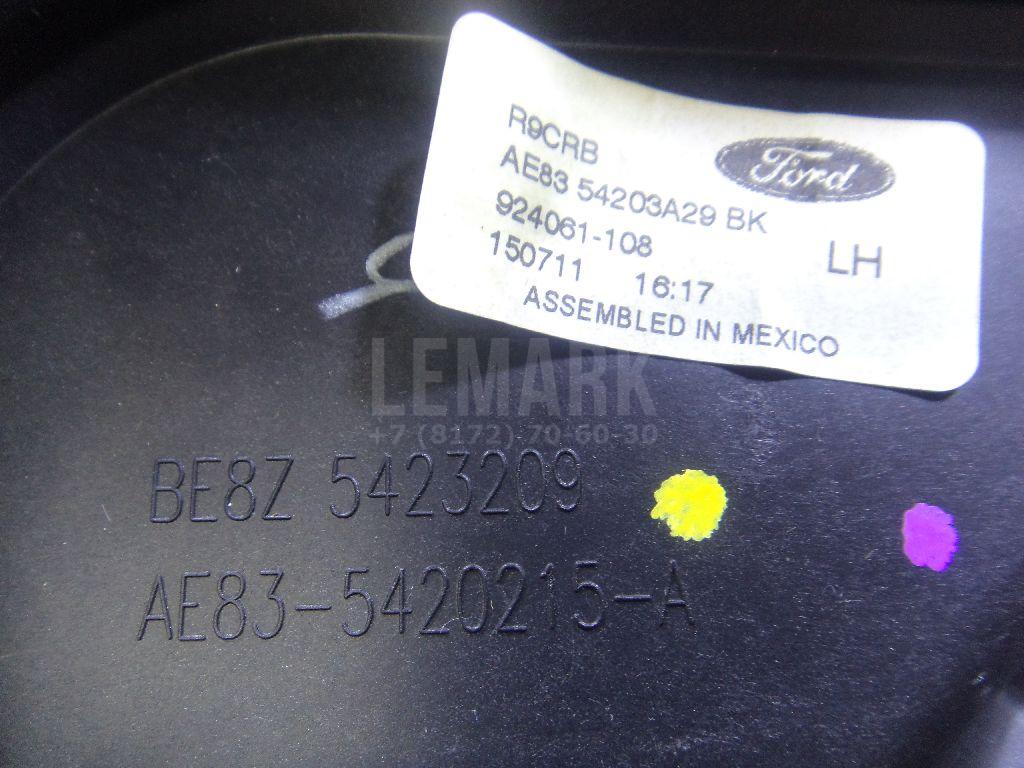 R9CRB
Ford
AE83 54203A29 BK
924061-108
LH
150711 16:17
ASSEMBLED IN MEXICO
LEMARK
+7 (8172) 70-60-30
BE8Z 5423209
AE83-5420215-A